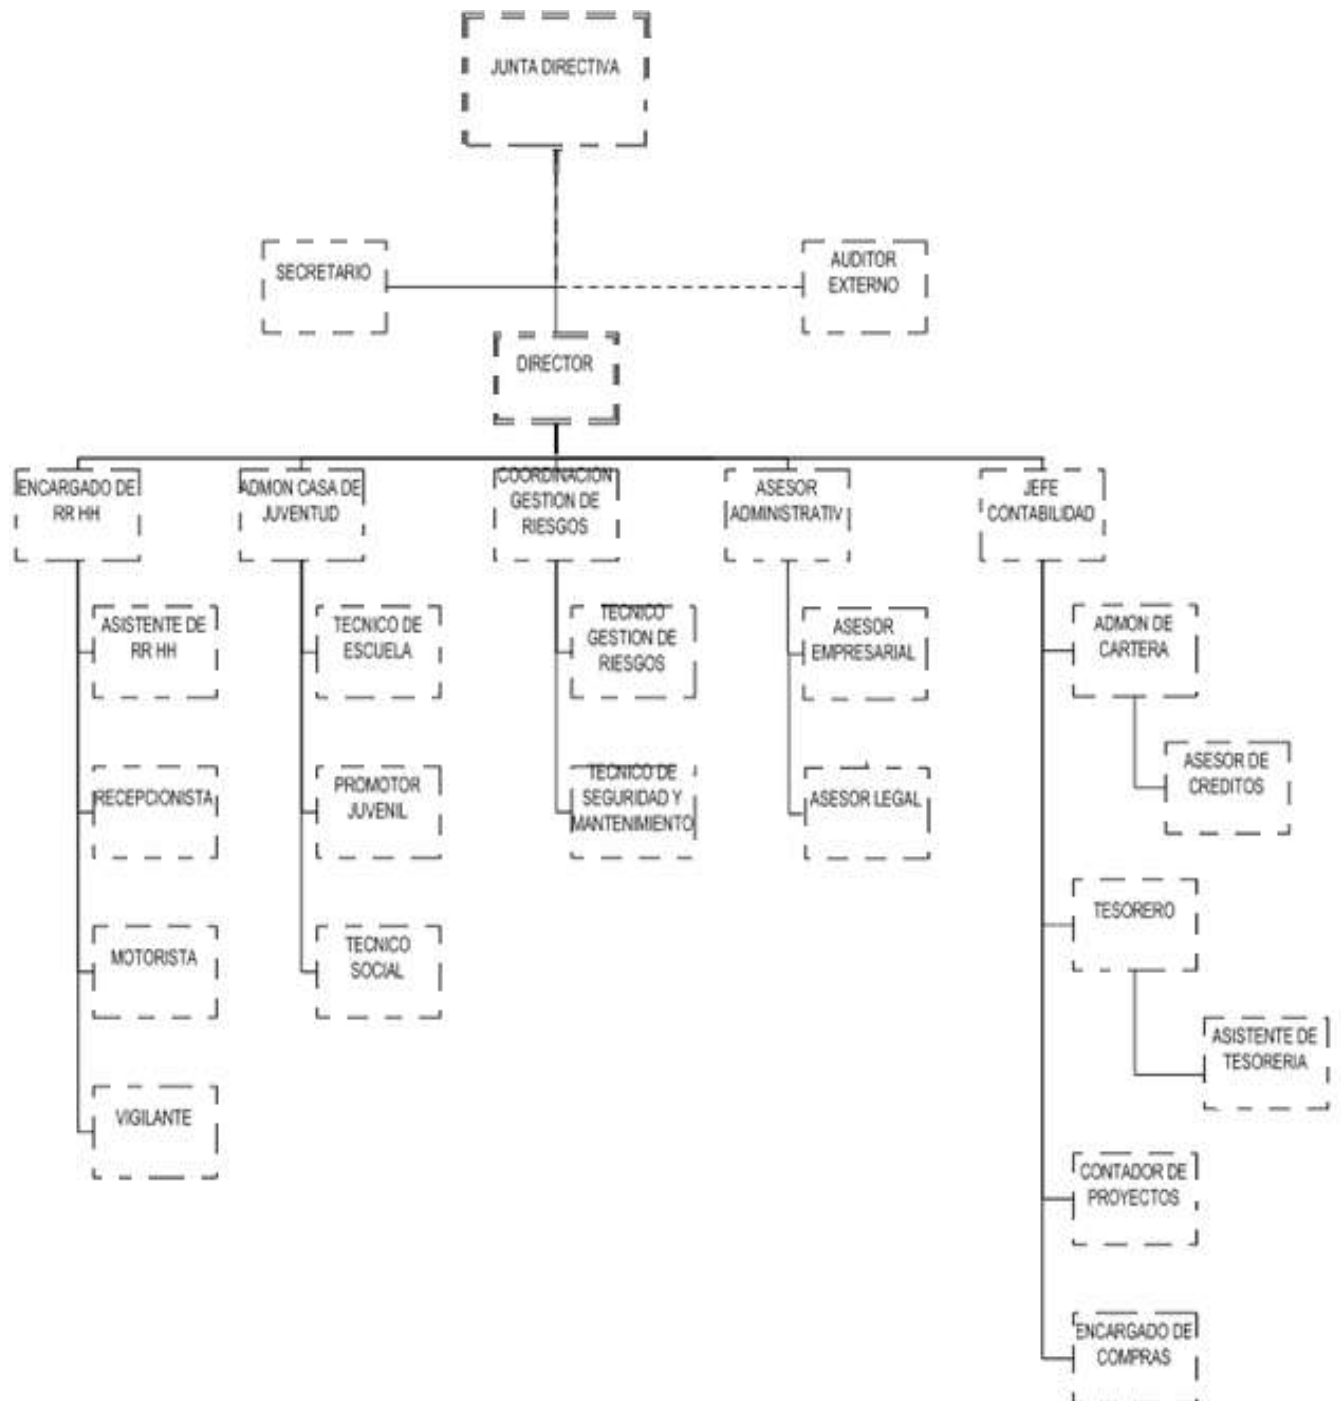 JUNTA DIRECTIVA
SECRETARIO
AUDITOR
EXTERNO
DIRECTOR
ENCARGADO DE
RR HH
ADMON CASA DE
JUVENTUD
COORDINACION
GESTION DE
RIESGOS
ASESOR
ADMINISTRATIV
JEFE
CONTABILIDAD
ASISTENTE DE
RR HH
TECNICO DE
ESCUELA
TECNICO
GESTION DE
RIESGOS
ASESOR
EMPRESARIAL
ADMON DE
CARTERA
RECEPCIONISTA
PROMOTOR
JUVENIL
TECNICO DE
SEGURIDAD Y
MANTENIMIENTO
ASESOR LEGAL
ASESOR DE
CREDITOS
MOTORISTA
TECNICO
SOCIAL
TESORERO
ASISTENTE DE
TESORERIA
VIGILANTE
CONTADOR DE
PROYECTOS
ENCARGADO DE
COMPRAS